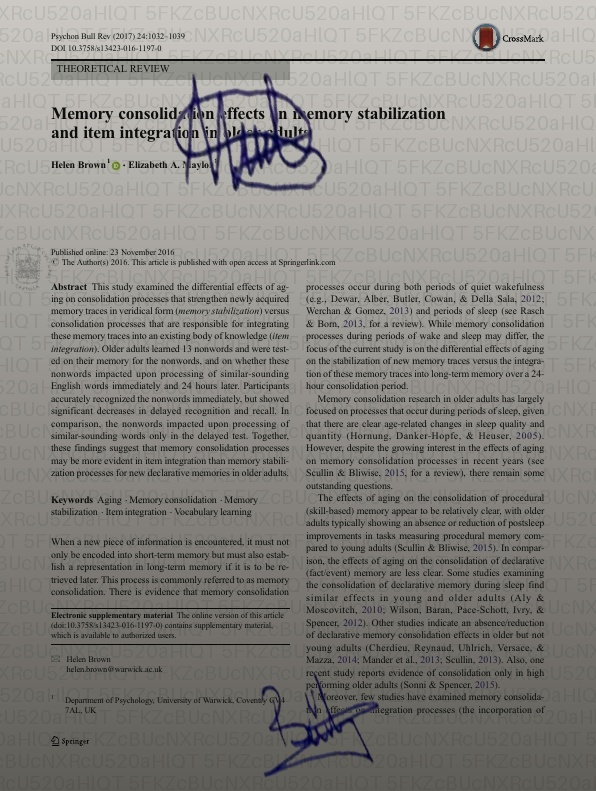 Psychon Bull Rev (2017) 24:1032–1039
DOI 10.3758/s13423-016-1197-0
CrossMark
THEORETICAL REVIEW
Memory consolidation effects in memory stabilization
and item integration in older adults
Helen Brown 1 · Elizabeth A. Maylor
Published online: 23 November 2016
© The Author(s) 2016. This article is published with open access at Springerlink.com
Abstract This study examined the differential effects of ag-
ing on consolidation processes that strengthen newly acquired
memory traces in veridical form (memory stabilization) versus
consolidation processes that are responsible for integrating
these memory traces into an existing body of knowledge (item
integration). Older adults learned 13 nonwords and were test-
ed on their memory for the nonwords, and on whether these
nonwords impacted upon processing of similar-sounding
English words immediately and 24 hours later. Participants
accurately recognized the nonwords immediately, but showed
significant decreases in delayed recognition and recall. In
comparison, the nonwords impacted upon processing of
similar-sounding words only in the delayed test. Together,
these findings suggest that memory consolidation processes
may be more evident in item integration than memory stabili-
zation processes for new declarative memories in older adults.
Keywords Aging · Memory consolidation · Memory
stabilization · Item integration · Vocabulary learning
When a new piece of information is encountered, it must not
only be encoded into short-term memory but must also estab-
lish a representation in long-term memory if it is to be re-
trieved later. This process is commonly referred to as memory
consolidation. There is evidence that memory consolidation
Electronic supplementary material The online version of this article
(doi:10.3758/s13423-016-1197-0) contains supplementary material,
which is available to authorized users.
Helen Brown
helen.brown@warwick.ac.uk
1 Department of Psychology, University of Warwick, Coventry CV4
7AL, UK
Springer
processes occur during both periods of quiet wakefulness
(e.g., Dewar, Alber, Butler, Cowan, & Della Sala, 2012;
Werchan & Gomez, 2013) and periods of sleep (see Rasch
& Born, 2013, for a review). While memory consolidation
processes during periods of wake and sleep may differ, the
focus of the current study is on the differential effects of aging
on the stabilization of new memory traces versus the integra-
tion of these memory traces into long-term memory over a 24-
hour consolidation period.
Memory consolidation research in older adults has largely
focused on processes that occur during periods of sleep, given
that there are clear age-related changes in sleep quality and
quantity (Hornung, Danker-Hopfe, & Heuser, 2005).
However, despite the growing interest in the effects of aging
on memory consolidation processes in recent years (see
Scullin & Bliwise, 2015, for a review), there remain some
outstanding questions.
The effects of aging on the consolidation of procedural
(skill-based) memory appear to be relatively clear, with older
adults typically showing an absence or reduction of postsleep
improvements in tasks measuring procedural memory com-
pared to young adults (Scullin & Bliwise, 2015). In compar-
ison, the effects of aging on the consolidation of declarative
(fact/event) memory are less clear. Some studies examining
the consolidation of declarative memory during sleep find
similar effects in young and older adults (Aly &
Moscovitch, 2010; Wilson, Baran, Pace-Schott, Ivry, &
Spencer, 2012). Other studies indicate an absence/reduction
of declarative memory consolidation effects in older but not
young adults (Cherdieu, Reynaud, Uhlrich, Versace, &
Mazza, 2014; Mander et al., 2013; Scullin, 2013). Also, one
recent study reports evidence of consolidation only in high
performing older adults (Sonni & Spencer, 2015).
Moreover, few studies have examined memory consolida-
tion effects on integration processes (the incorporation of